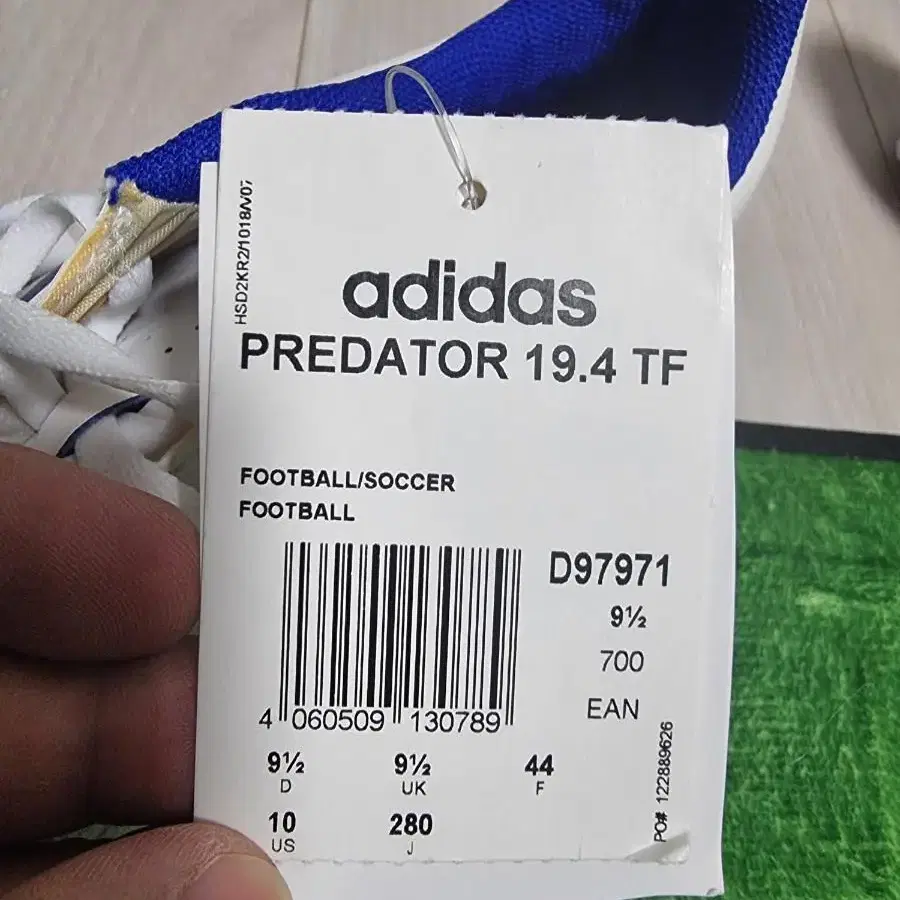 HSD2KR2/1018/V07
adidas
PREDATOR 19.4 TF
FOOTBALL/SOCCER
FOOTBALL
D97971
9½
700
EAN
4 060509 130789
9½ 9½ 44
D UK F
10 280
US J
PO# 122889626